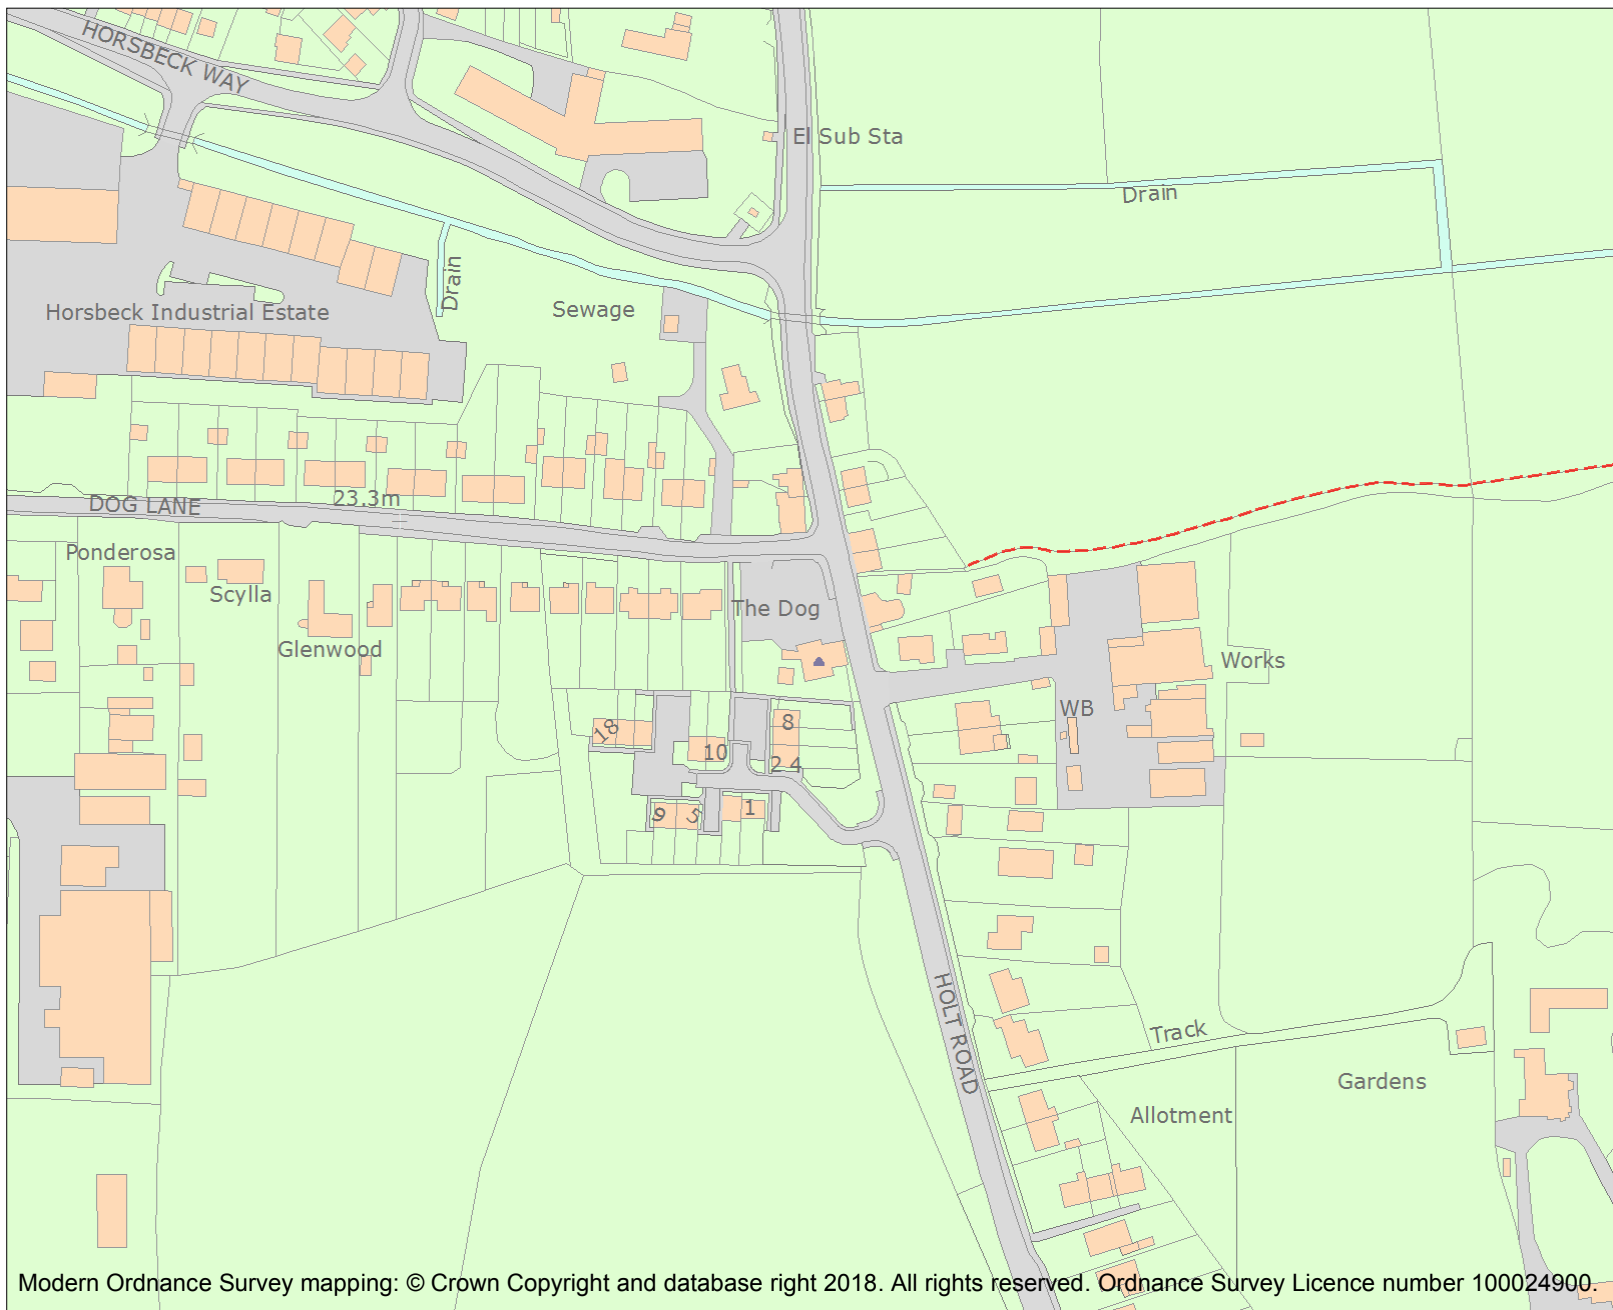 HORSBECK WAY
El Sub Sta
Drain
Drain
Horsbeck Industrial Estate
Sewage
DOG LANE
23.3m
Ponderosa
Scylla
Glenwood
The Dog
Works
WB
18
10
8
2 4
9
5
1
HOLT ROAD
Track
Gardens
Allotment
Modern Ordnance Survey mapping: © Crown Copyright and database right 2018. All rights reserved. Ordnance Survey Licence number 100024900.